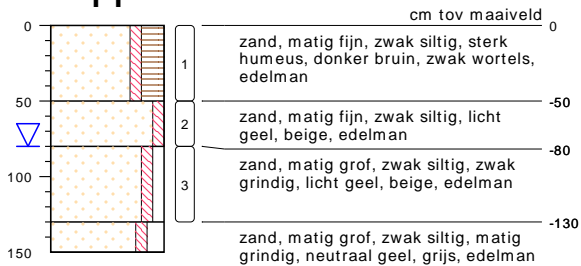 cm tov maaiveld
0
0
zand, matig fijn, zwak siltig, sterk
humeus, donker bruin, zwak wortels,
edelman
1
50
-50
zand, matig fijn, zwak siltig, licht
geel, beige, edelman
2
-80
zand, matig grof, zwak siltig, zwak
grindig, licht geel, beige, edelman
100
3
-130
zand, matig grof, zwak siltig, matig
grindig, neutraal geel, grijs, edelman
150